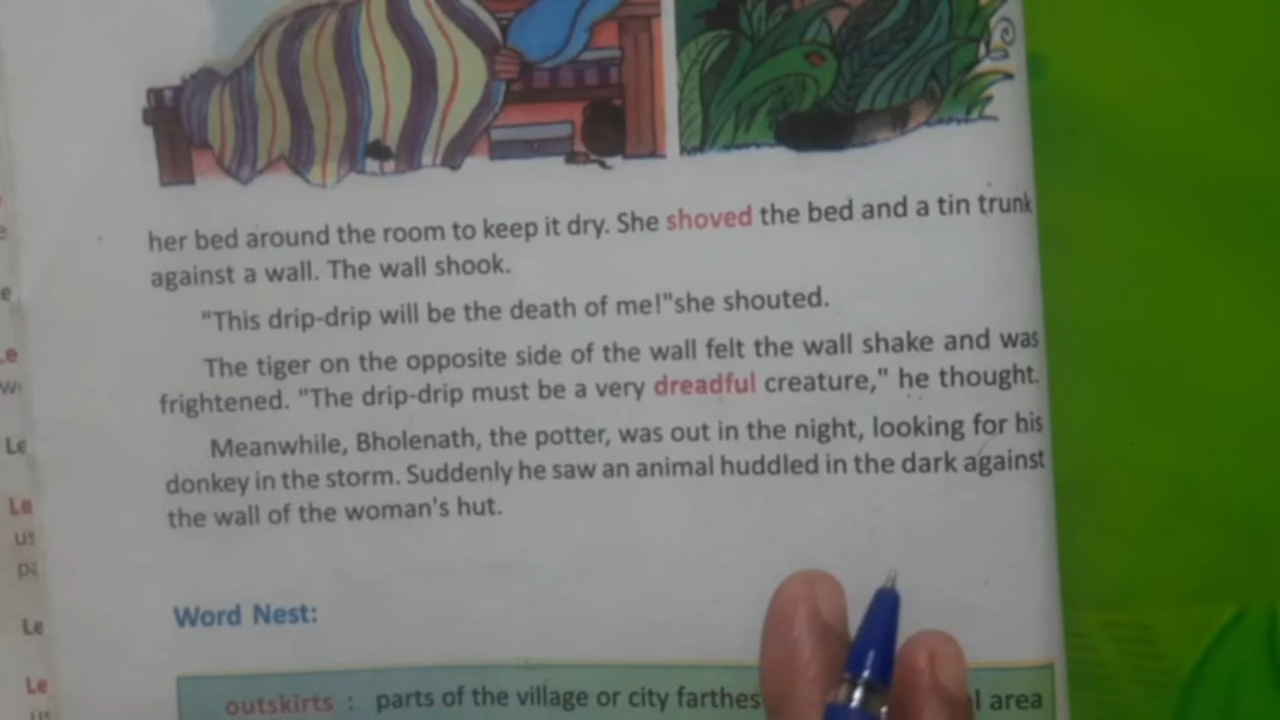 her bed around the room to keep it dry. She shoved the bed and a tin trunk
against a wall. The wall shook.
"This drip-drip will be the death of me!"she shouted.
The tiger on the opposite side of the wall felt the wall shake and was
frightened. "The drip-drip must be a very dreadful creature," he thought.
Meanwhile, Bholenath, the potter, was out in the night, looking for his
donkey in the storm. Suddenly he saw an animal huddled in the dark against
the wall of the woman's hut.
Word Nest:
outskirts : parts of the village or city area